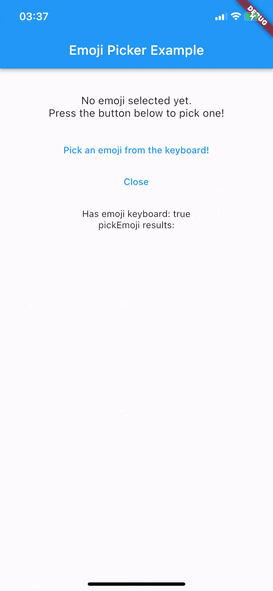 03:37
DEBUG
Emoji Picker Example
No emoji selected yet.
Press the button below to pick one!
Pick an emoji from the keyboard!
Close
Has emoji keyboard: true
pickEmoji results: